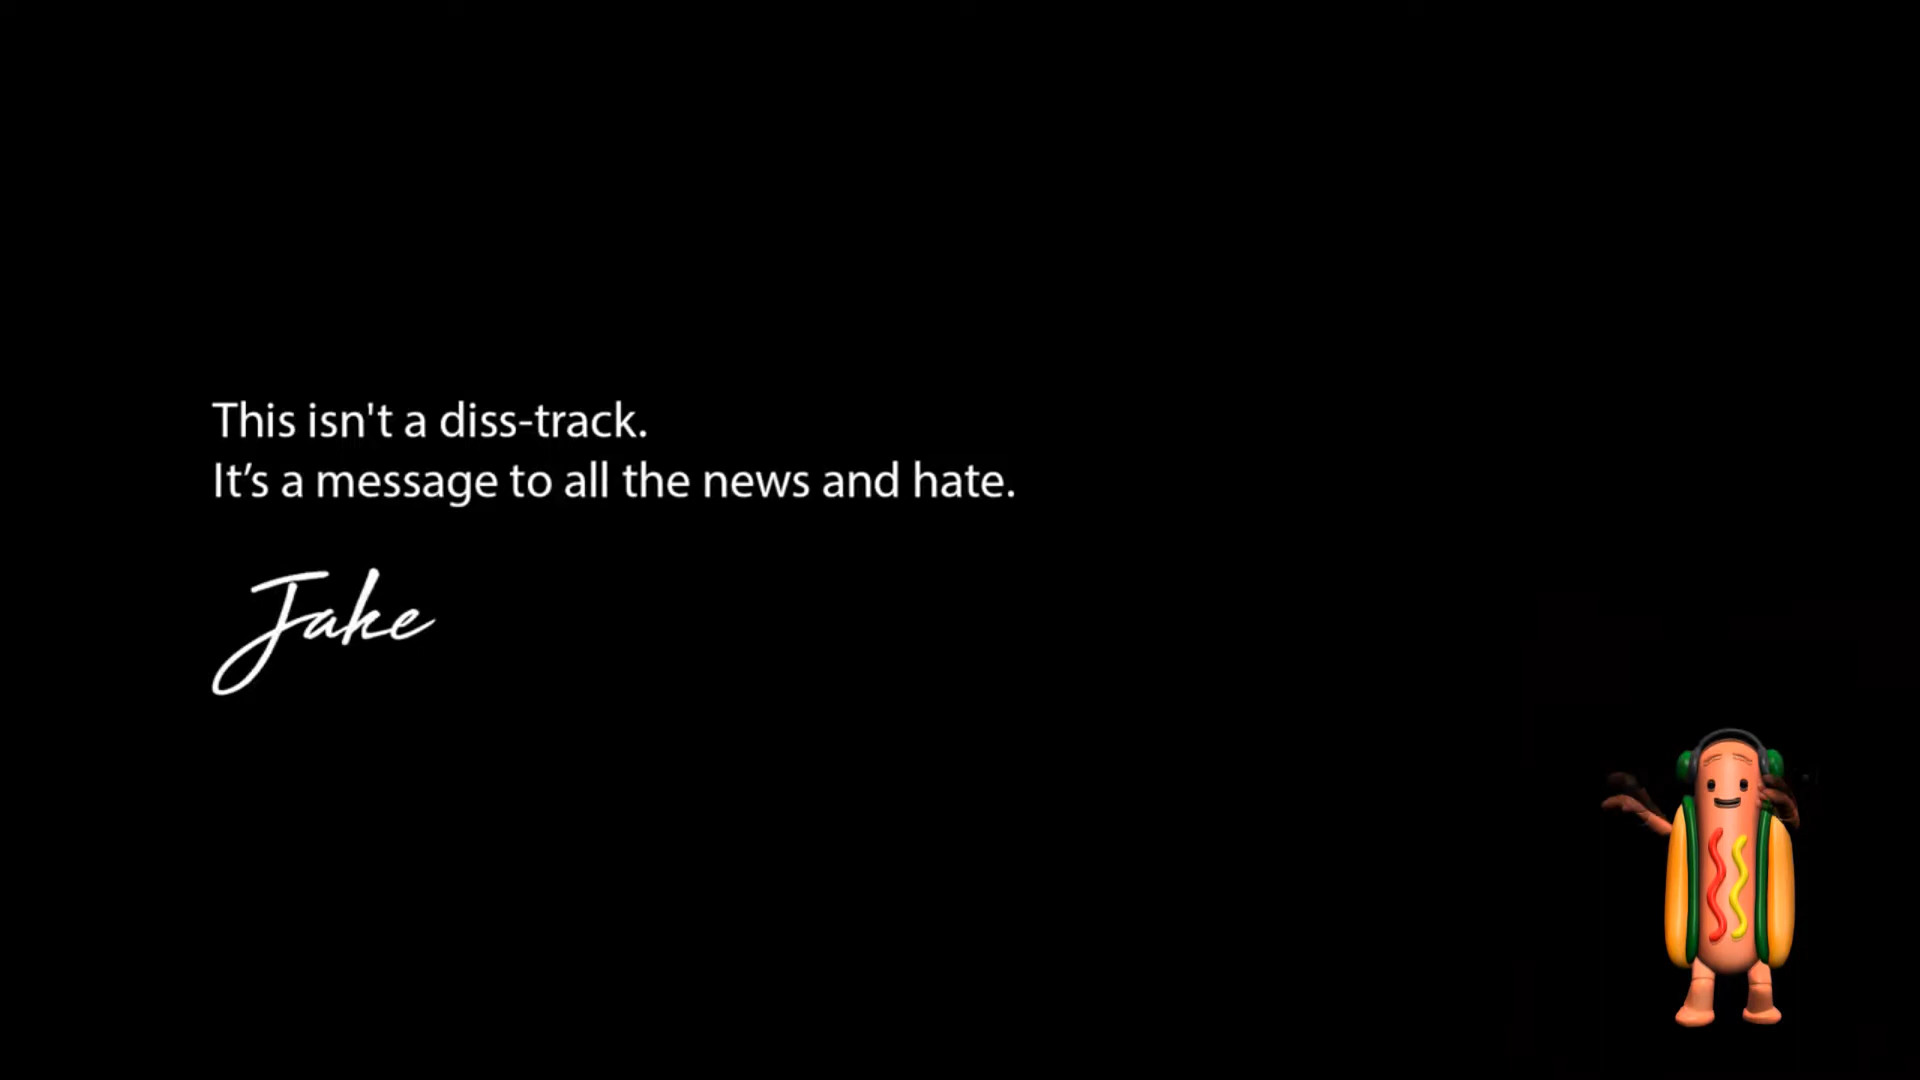 This isn't a diss-track.
It’s a message to all the news and hate.
Jake